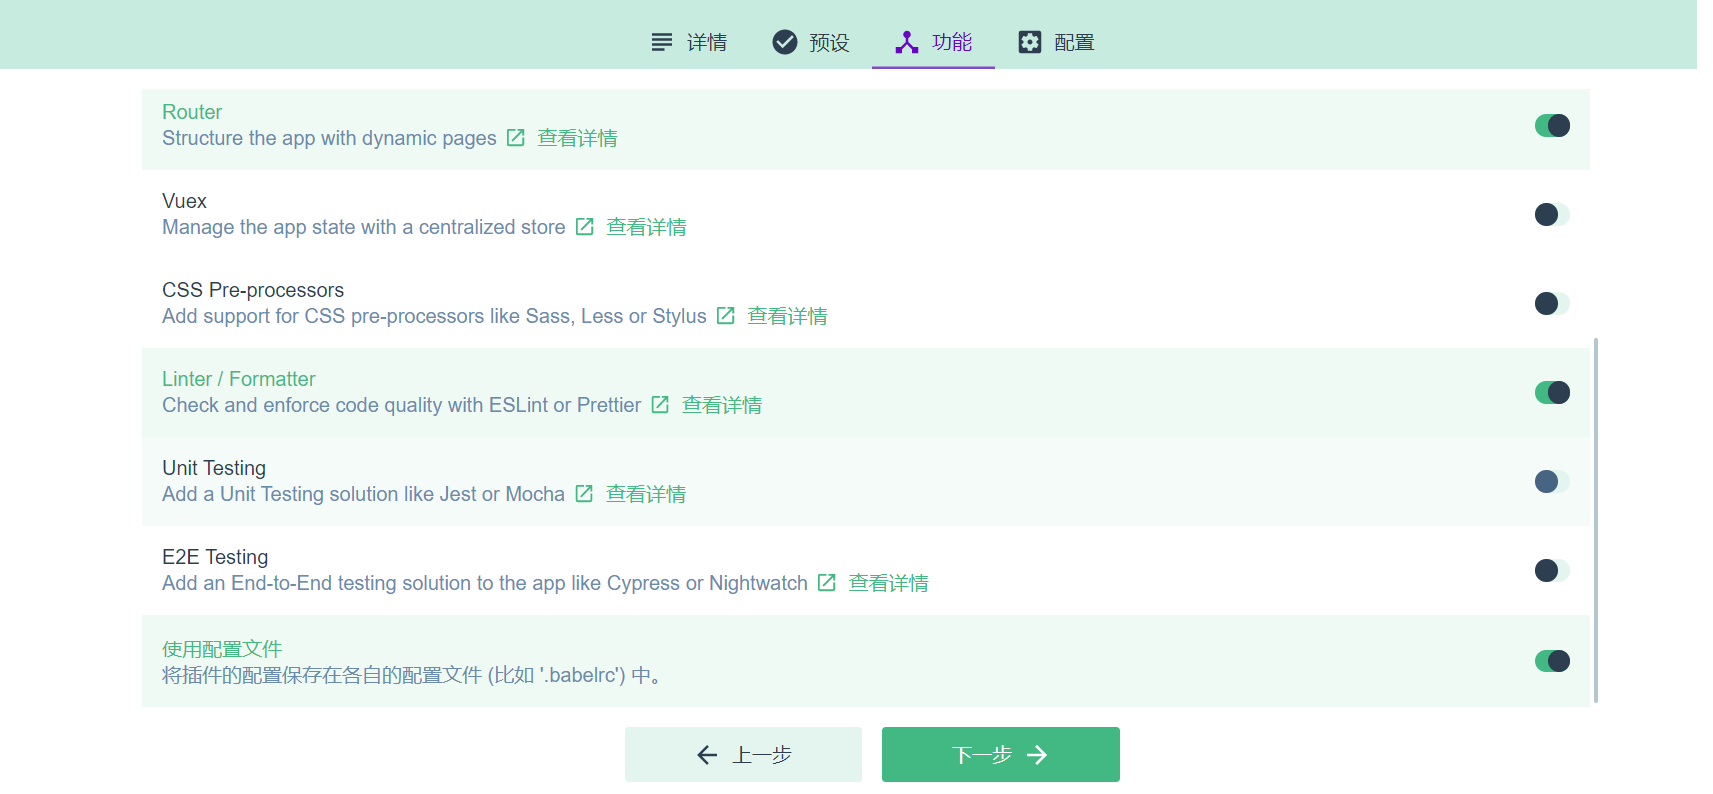 详情 预设 功能 配置
Router
Structure the app with dynamic pages 查看详情
Vuex
Manage the app state with a centralized store 查看详情
CSS Pre-processors
Add support for CSS pre-processors like Sass, Less or Stylus 查看详情
Linter / Formatter
Check and enforce code quality with ESLint or Prettier 查看详情
Unit Testing
Add a Unit Testing solution like Jest or Mocha 查看详情
E2E Testing
Add an End-to-End testing solution to the app like Cypress or Nightwatch 查看详情
使用配置文件
将插件的配置保存在各自的配置文件 (比如 '.babelrc') 中。
上一步 下一步